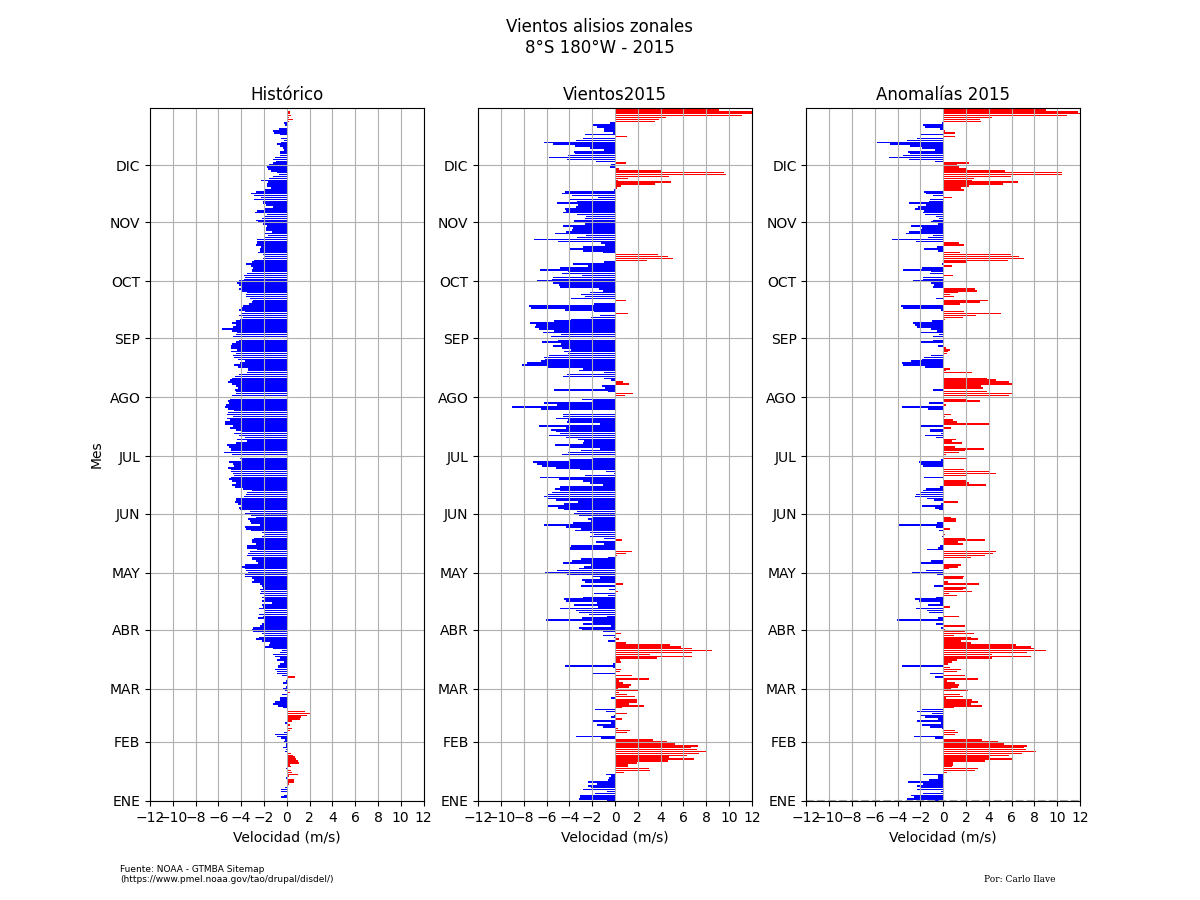 Vientos alisios zonales
8°S 180°W - 2015
Histórico
Vientos2015
Anomalías 2015
DIC
NOV
OCT
SEP
AGO
JUL
JUN
MAY
ABR
MAR
FEB
ENE
Mes
−12 −10 −8 −6 −4 −2 0 2 4 6 8 10 12
Velocidad (m/s)
DIC
NOV
OCT
SEP
AGO
JUL
JUN
MAY
ABR
MAR
FEB
ENE
−12 −10 −8 −6 −4 −2 0 2 4 6 8 10 12
Velocidad (m/s)
DIC
NOV
OCT
SEP
AGO
JUL
JUN
MAY
ABR
MAR
FEB
ENE
−12 −10 −8 −6 −4 −2 0 2 4 6 8 10 12
Velocidad (m/s)
Fuente: NOAA - GTMBA Sitemap
(https://www.pmel.noaa.gov/tao/drupal/disdel/)
Por: Carlo Ilave